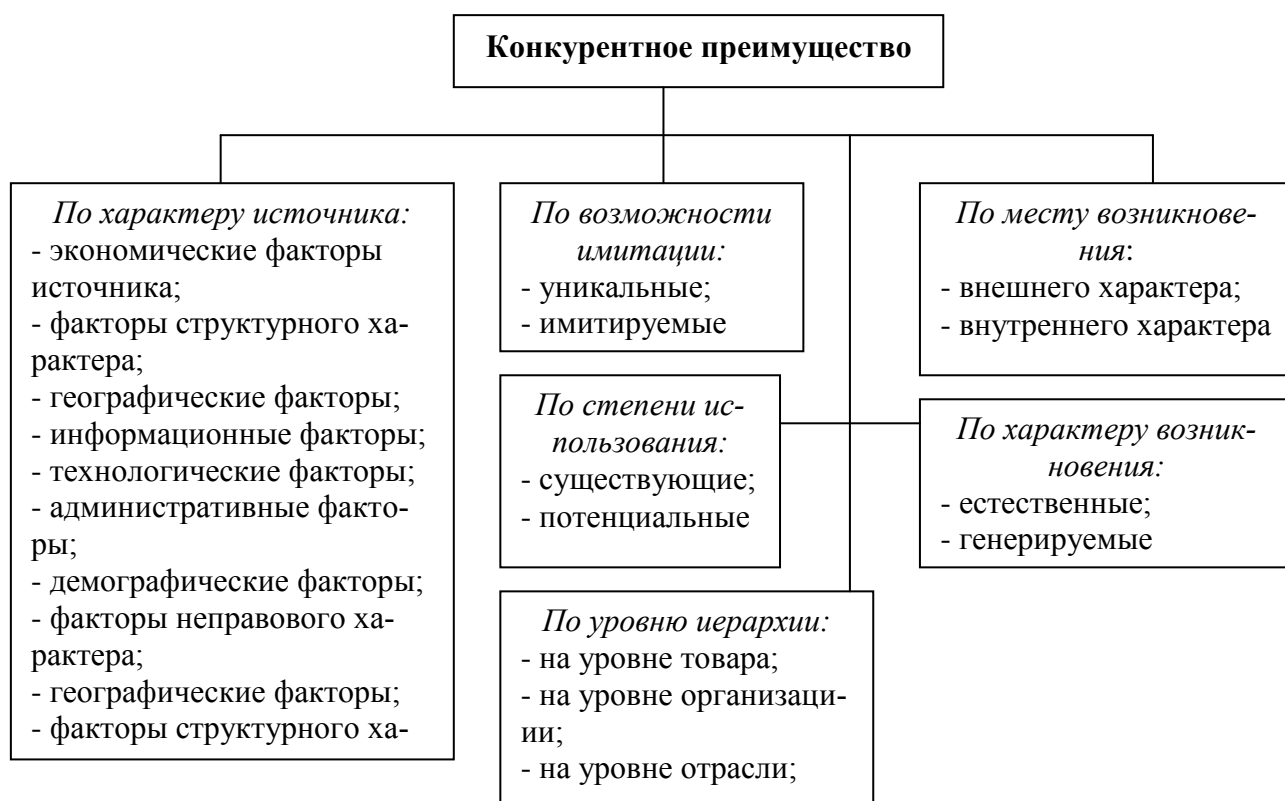 Конкурентное преимущество
По характеру источника:
- экономические факторы
источника;
- факторы структурного ха-
рактера;
- географические факторы;
- информационные факторы;
- технологические факторы;
- административные факто-
ры;
- демографические факторы;
- факторы неправового ха-
рактера;
- географические факторы;
- факторы структурного ха-
По возможности
имитации:
- уникальные;
- имитируемые
По месту возникнове-
ния:
- внешнего характера;
- внутреннего характера
По степени ис-
пользования:
- существующие;
- потенциальные
По характеру возник-
новения:
- естественные;
- генерируемые
По уровню иерархии:
- на уровне товара;
- на уровне организаци-
ии;
- на уровне отрасли;